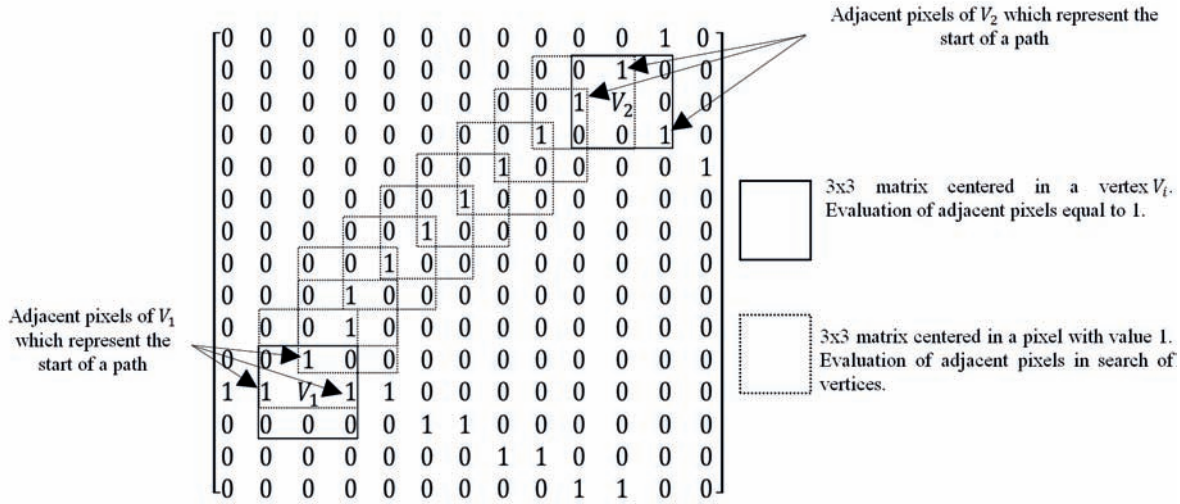 Adjacent pixels of V₂ which represent the
start of a path
0 0 0 0 0 0 0 0 0 0 0 1 0
0 0 0 0 0 0 0 0 0 0 1 0 0
0 0 0 0 0 0 0 0 0 1 V₂ 0 0
0 0 0 0 0 0 0 0 1 0 0 1 0
0 0 0 0 0 0 0 1 0 0 0 0 1
0 0 0 0 0 0 1 0 0 0 0 0 0
0 0 0 0 0 1 0 0 0 0 0 0 0
0 0 0 0 1 0 0 0 0 0 0 0 0
0 0 0 1 0 0 0 0 0 0 0 0 0
0 0 0 1 0 0 0 0 0 0 0 0 0
0 0 1 0 0 0 0 0 0 0 0 0 0
1 1 V₁ 1 1 0 0 0 0 0 0 0 0
0 0 0 0 0 1 1 0 0 0 0 0 0
0 0 0 0 0 0 0 1 1 0 0 0 0
0 0 0 0 0 0 0 0 0 1 1 0 0
Adjacent pixels of V₁
which represent the
start of a path
3x3 matrix centered in a vertex Vᵢ.
Evaluation of adjacent pixels equal to 1.
3x3 matrix centered in a pixel with value 1.
Evaluation of adjacent pixels in search of
vertices.